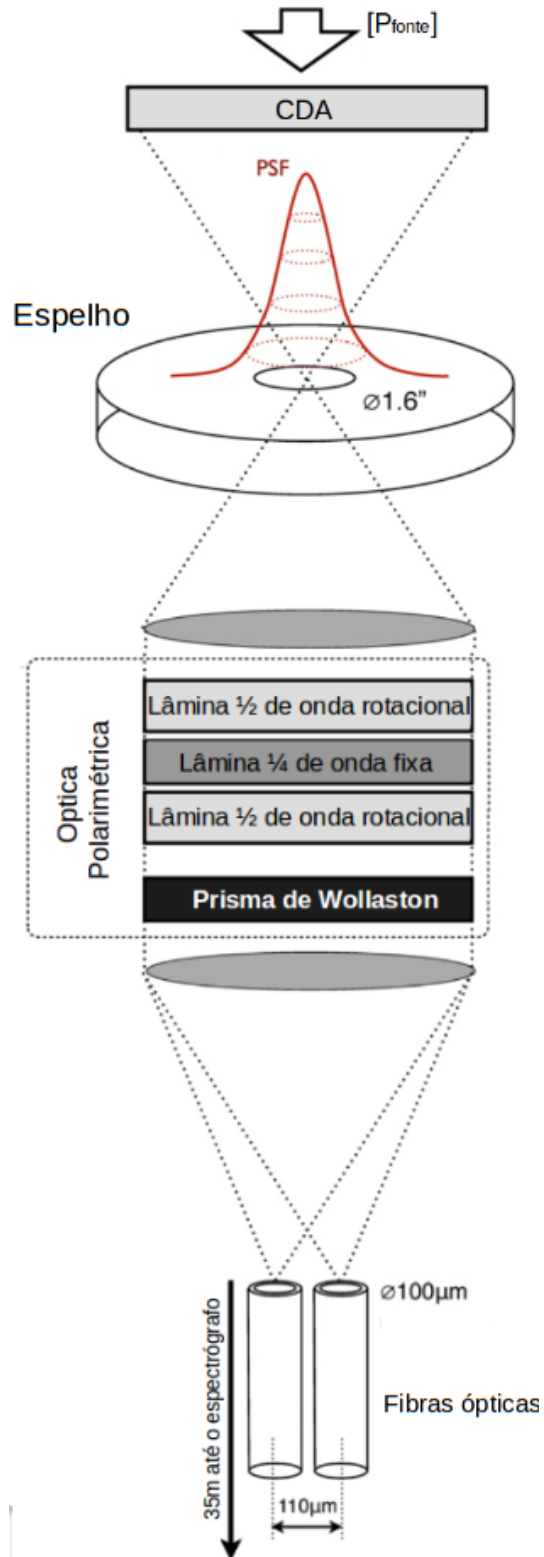 [Pfonte]
CDA
PSF
Espelho
⌀1.6”
Optica
Polarimétrica
Lâmina ½ de onda rotacional
Lâmina ¼ de onda fixa
Lâmina ½ de onda rotacional
Prisma de Wollaston
⌀100µm
35m até o espectrógrafo
Fibras ópticas
110µm